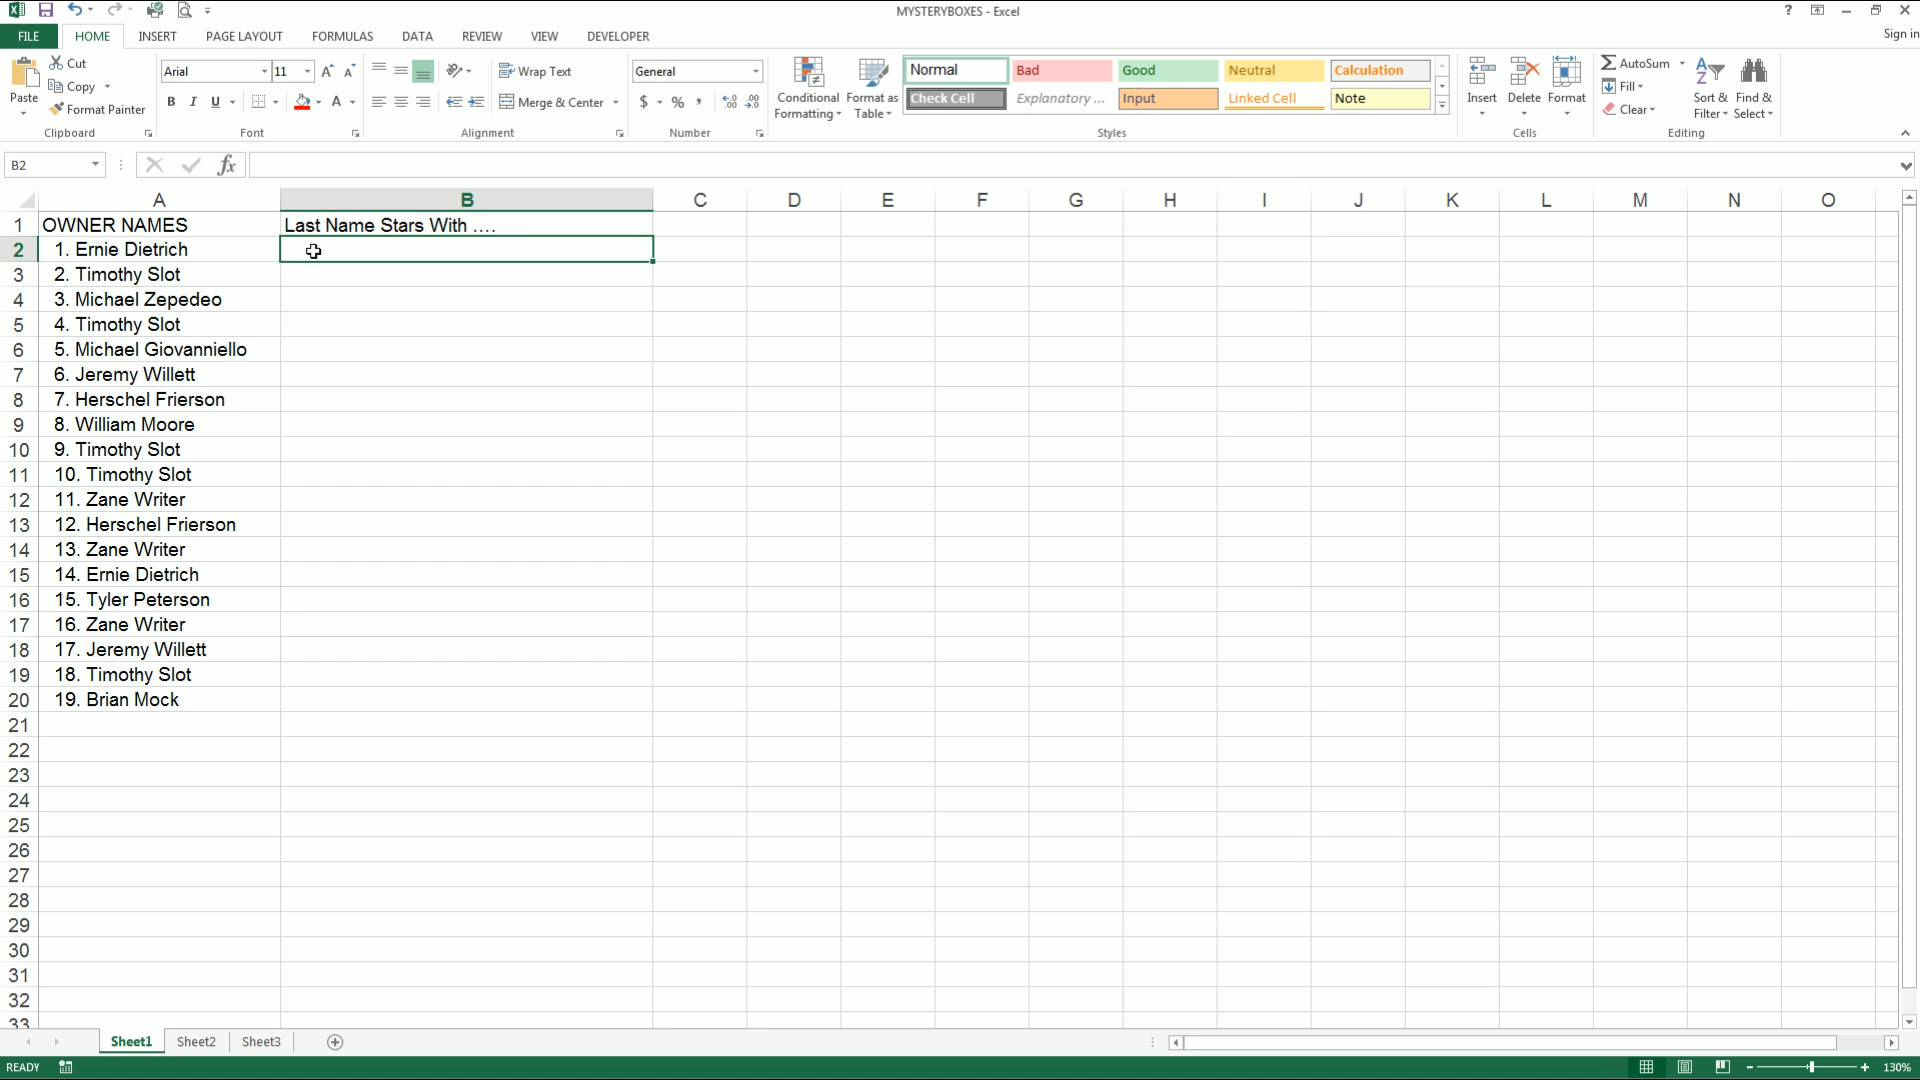 MYSTERYBOXES - Excel
?
Sign in
FILE HOME INSERT PAGE LAYOUT FORMULAS DATA REVIEW VIEW DEVELOPER
Paste
Cut
Copy
Format Painter
Clipboard
Arial 11
B I U
Font
Wrap Text
Merge & Center
Alignment
General
$ % ,
Number
Conditional Formatting
Format as Table
Normal Bad Good Neutral Calculation
Check Cell Explanatory ... Input Linked Cell Note
Styles
Insert Delete Format
Cells
AutoSum
Fill
Clear
Sort & Filter
Find & Select
Editing
B2
fx
A B C D E F G H I J K L M N O
1 OWNER NAMES Last Name Stars With ....
2 1. Ernie Dietrich
3 2. Timothy Slot
4 3. Michael Zepedeo
5 4. Timothy Slot
6 5. Michael Giovanniello
7 6. Jeremy Willett
8 7. Herschel Frierson
9 8. William Moore
10 9. Timothy Slot
11 10. Timothy Slot
12 11. Zane Writer
13 12. Herschel Frierson
14 13. Zane Writer
15 14. Ernie Dietrich
16 15. Tyler Peterson
17 16. Zane Writer
18 17. Jeremy Willett
19 18. Timothy Slot
20 19. Brian Mock
21
22
23
24
25
26
27
28
29
30
31
32
33
Sheet1 Sheet2 Sheet3
READY
130%